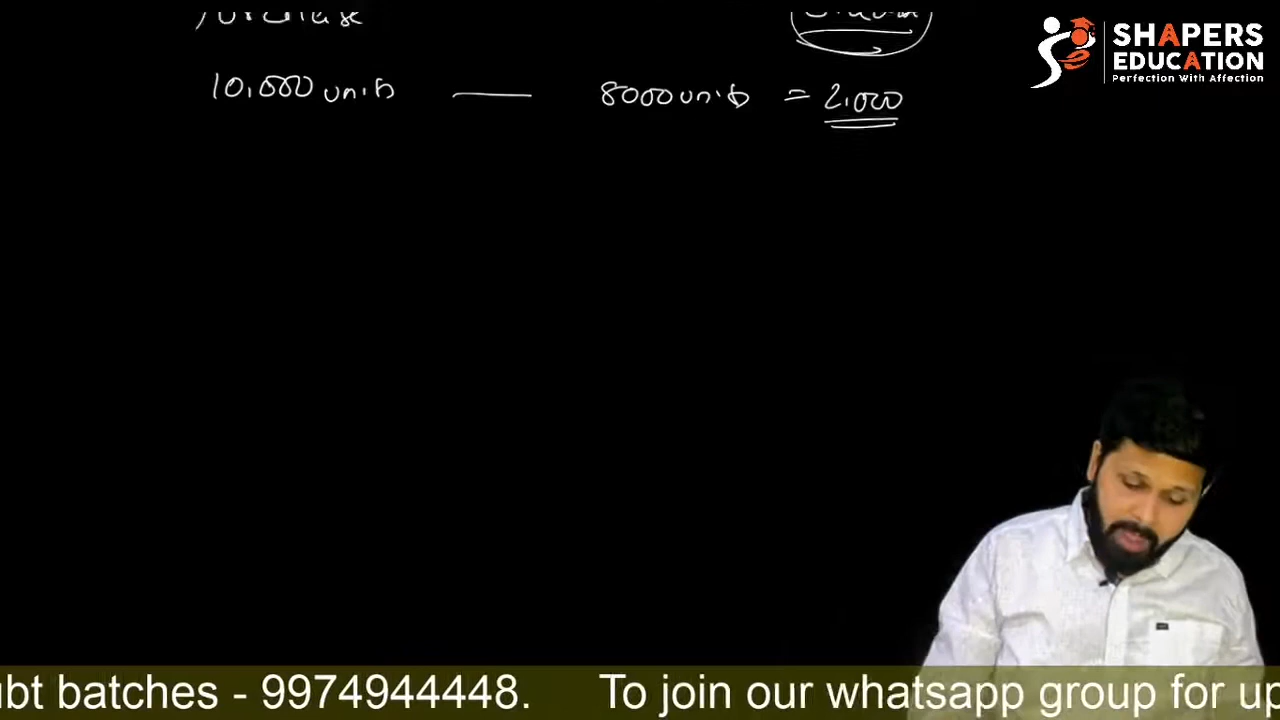 Purchase
10,000 units — 8000 units = 2,000
SHAPERS
EDUCATION
Perfection With Affection
ubt batches - 9974944448. To join our whatsapp group for up